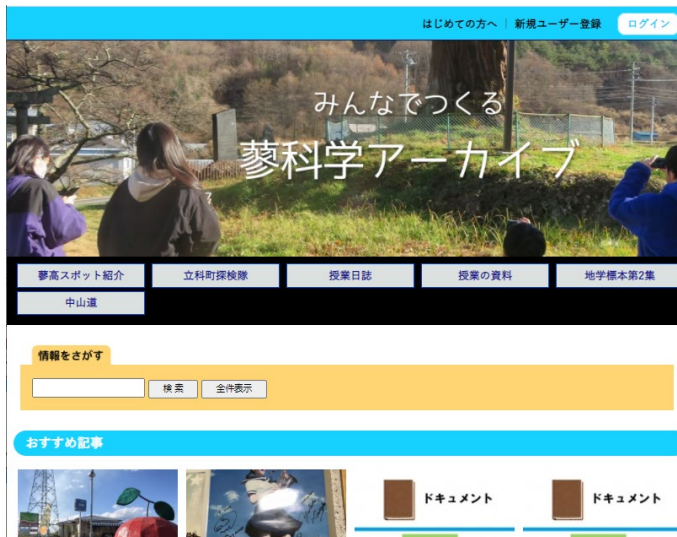 はじめての方へ | 新規ユーザー登録 ログイン
みんなでつくる
蓼科学アーカイブ
蓼高スポット紹介 立科町探検隊 授業日誌 授業の資料 地学標本第2集
中山道
情報をさがす
検 索 全件表示
おすすめ記事
ドキュメント ドキュメント